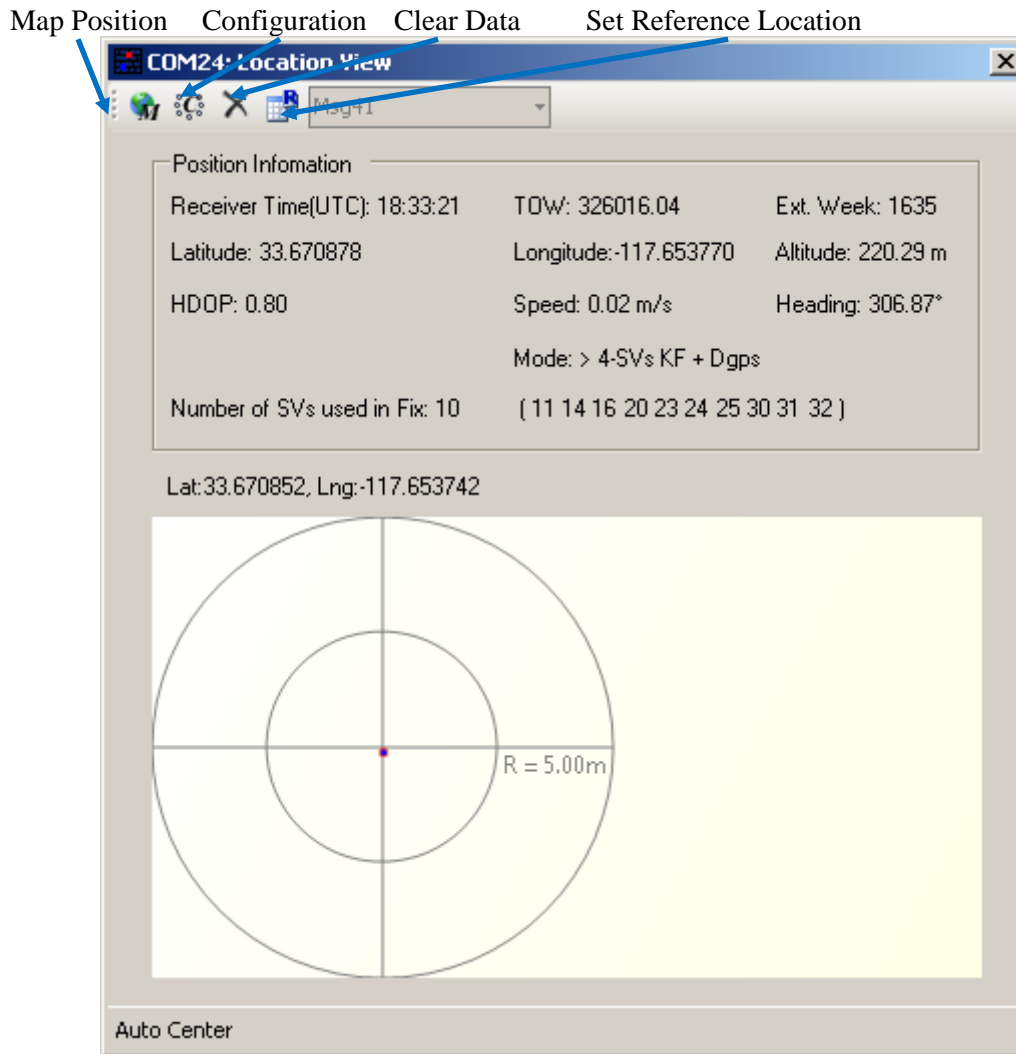 Map Position Configuration Clear Data Set Reference Location
COM24: Location View
M C R Msg41
Position Infomation
Receiver Time(UTC): 18:33:21 TOW: 326016.04 Ext. Week: 1635
Latitude: 33.670878 Longitude:-117.653770 Altitude: 220.29 m
HDOP: 0.80 Speed: 0.02 m/s Heading: 306.87°
Mode: > 4-SVs KF + Dgps
Number of SVs used in Fix: 10 ( 11 14 16 20 23 24 25 30 31 32 )
Lat:33.670852, Lng:-117.653742
R = 5.00m
Auto Center